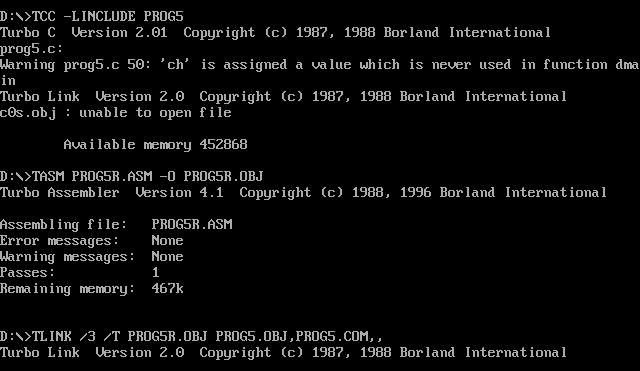 D:\>TCC -LINCLUDE PROG5
Turbo C  Version 2.01  Copyright (c) 1987, 1988 Borland International
prog5.c:
Warning prog5.c 50: 'ch' is assigned a value which is never used in function dma
in
Turbo Link  Version 2.0  Copyright (c) 1987, 1988 Borland International
c0s.obj : unable to open file
        Available memory 452868
D:\>TASM PROG5R.ASM -O PROG5R.OBJ
Turbo Assembler  Version 4.1  Copyright (c) 1988, 1996 Borland International
Assembling file:   PROG5R.ASM
Error messages:    None
Warning messages:  None
Passes:            1
Remaining memory:  467k
D:\>TLINK /3 /T PROG5R.OBJ PROG5.OBJ,PROG5.COM,,
Turbo Link  Version 2.0  Copyright (c) 1987, 1988 Borland International